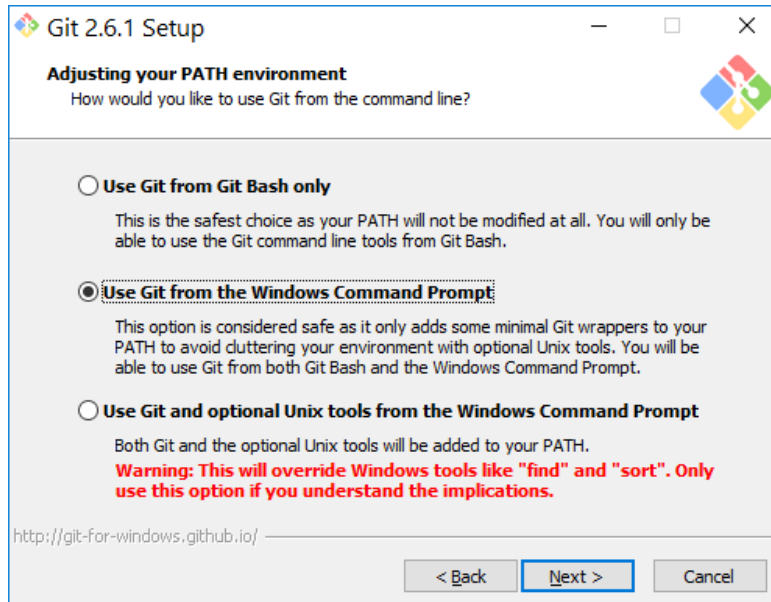 Git 2.6.1 Setup
Adjusting your PATH environment
How would you like to use Git from the command line?
Use Git from Git Bash only
This is the safest choice as your PATH will not be modified at all. You will only be
able to use the Git command line tools from Git Bash.
Use Git from the Windows Command Prompt
This option is considered safe as it only adds some minimal Git wrappers to your
PATH to avoid cluttering your environment with optional Unix tools. You will be
able to use Git from both Git Bash and the Windows Command Prompt.
Use Git and optional Unix tools from the Windows Command Prompt
Both Git and the optional Unix tools will be added to your PATH.
Warning: This will override Windows tools like "find" and "sort". Only
use this option if you understand the implications.
http://git-for-windows.github.io/
< Back
Next >
Cancel